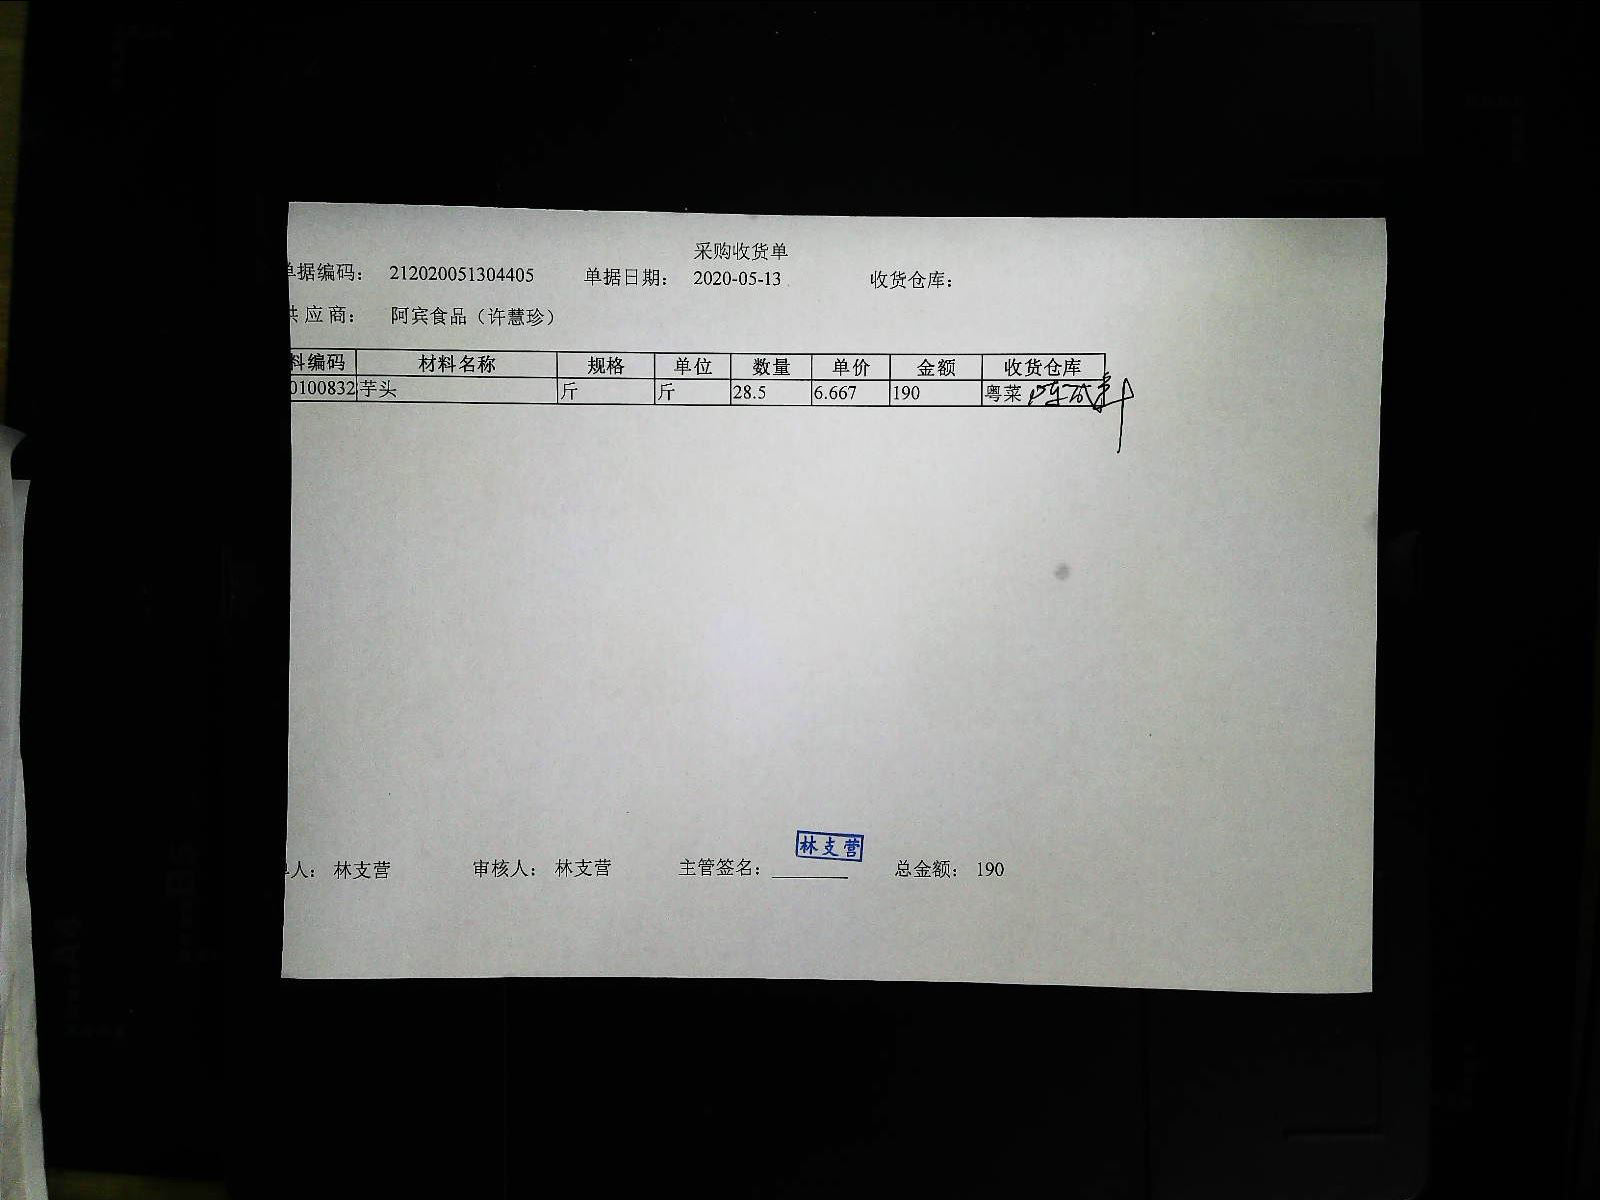 采购收货单
单据编码： 212020051304405 单据日期： 2020-05-13 收货仓库：
供应商： 阿宾食品（许慧珍）
料编码 材料名称 规格 单位 数量 单价 金额 收货仓库
0100832 芋头 斤 斤 28.5 6.667 190 粤菜
林支营
人： 林支营 审核人： 林支营 主管签名： 总金额： 190